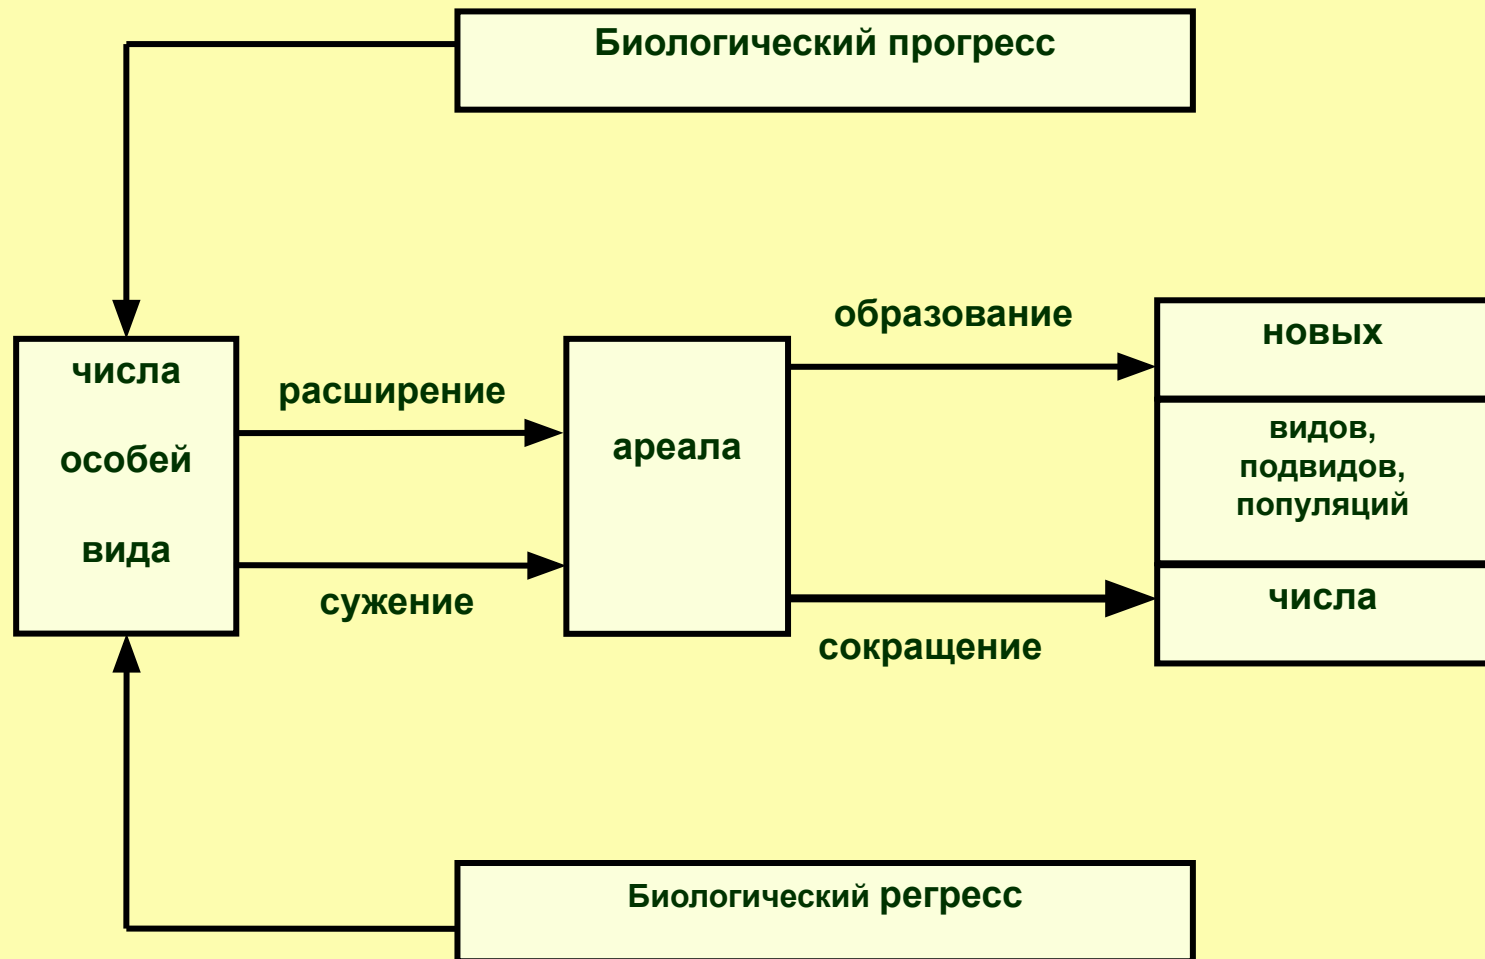 Биологический прогресс
образование
новых
числа
особей
вида
расширение
ареала
видов,
подвидов,
популяций
сужение
сокращение
числа
Биологический регресс